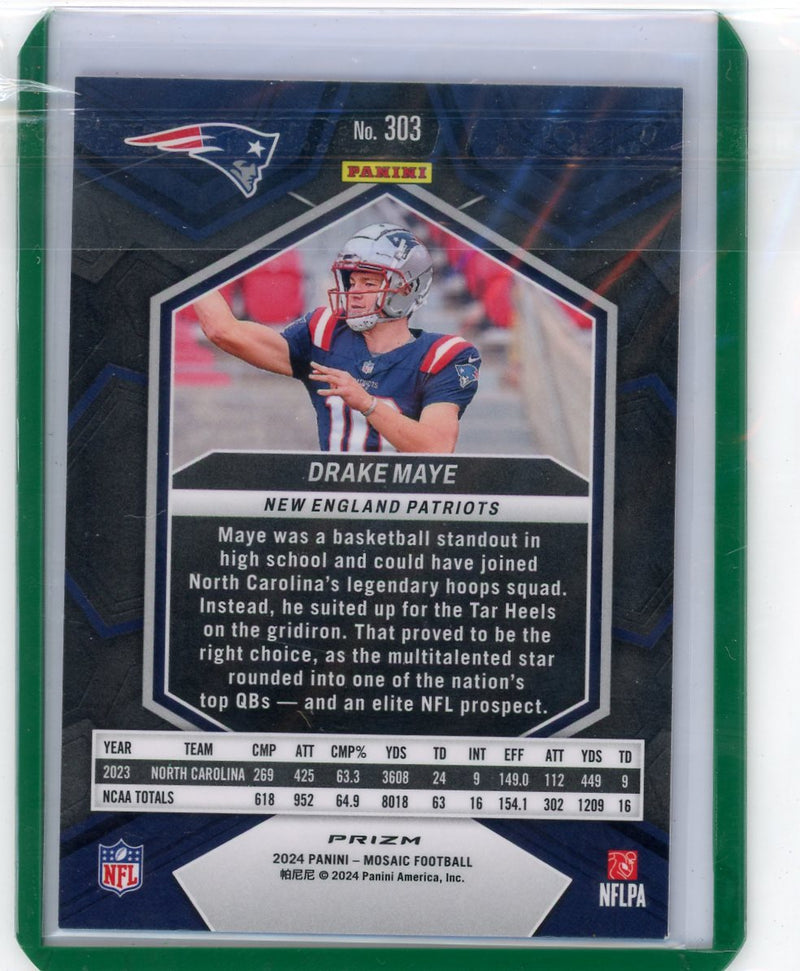 No. 303
PANINI
PATRIOTS
10
DRAKE MAYE
NEW ENGLAND PATRIOTS
Maye was a basketball standout in
high school and could have joined
North Carolina's legendary hoops squad.
Instead, he suited up for the Tar Heels
on the gridiron. That proved to be the
right choice, as the multitalented star
rounded into one of the nation's
top QBs — and an elite NFL prospect.
YEAR TEAM CMP ATT CMP% YDS TD INT EFF ATT YDS TD
2023 NORTH CAROLINA 269 425 63.3 3608 24 9 149.0 112 449 9
NCAA TOTALS 618 952 64.9 8018 63 16 154.1 302 1209 16
PRIZM
2024 PANINI – MOSAIC FOOTBALL
帕尼尼 © 2024 Panini America, Inc.
NFL
NFLPA